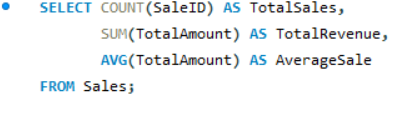 SELECT COUNT(SaleID) AS TotalSales,
SUM(TotalAmount) AS TotalRevenue,
AVG(TotalAmount) AS AverageSale
FROM Sales;